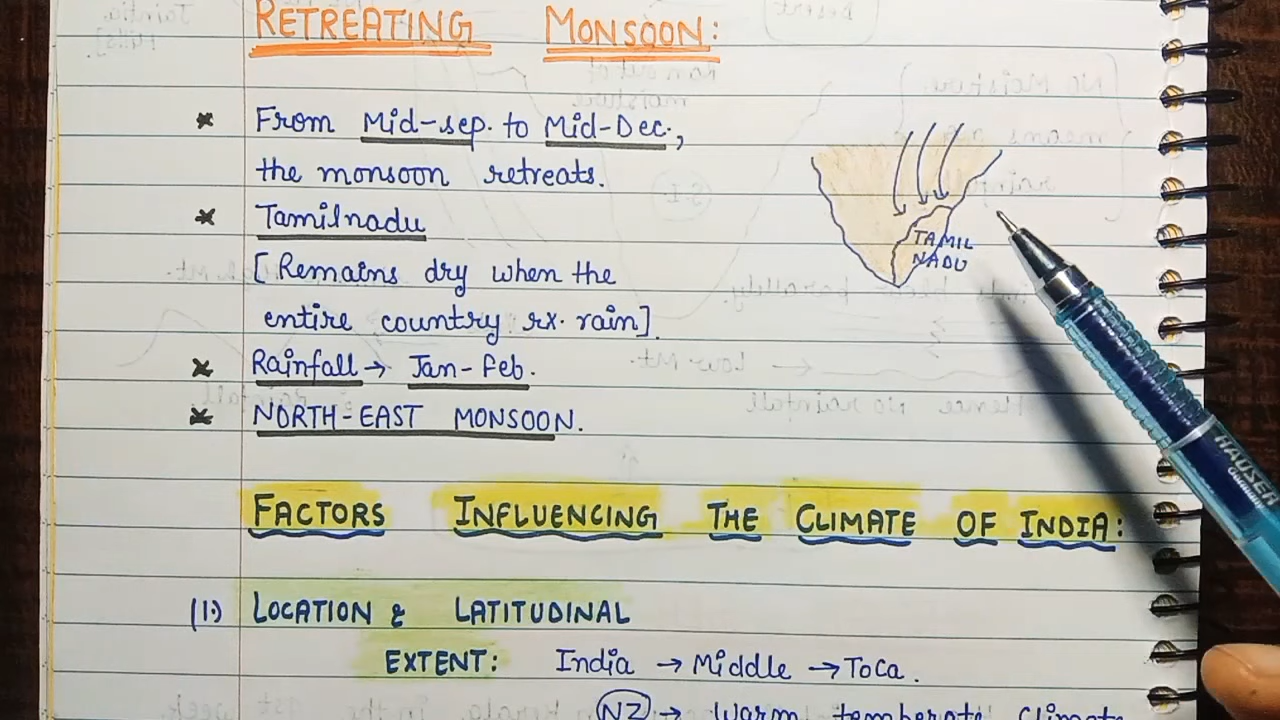 RETREATING MONSOON:
* From Mid-sep. to Mid-Dec.,
the monsoon retreats.
* Tamilnadu
[Remains dry when the
entire country rx. rain].
* Rainfall → Jan-Feb.
* NORTH-EAST MONSOON.
TAMIL
NADU
FACTORS INFLUENCING THE CLIMATE OF INDIA:
(1.) LOCATION & LATITUDINAL
EXTENT: India → Middle → ToCa.
NZ → Warm temperate climate
HAUSER